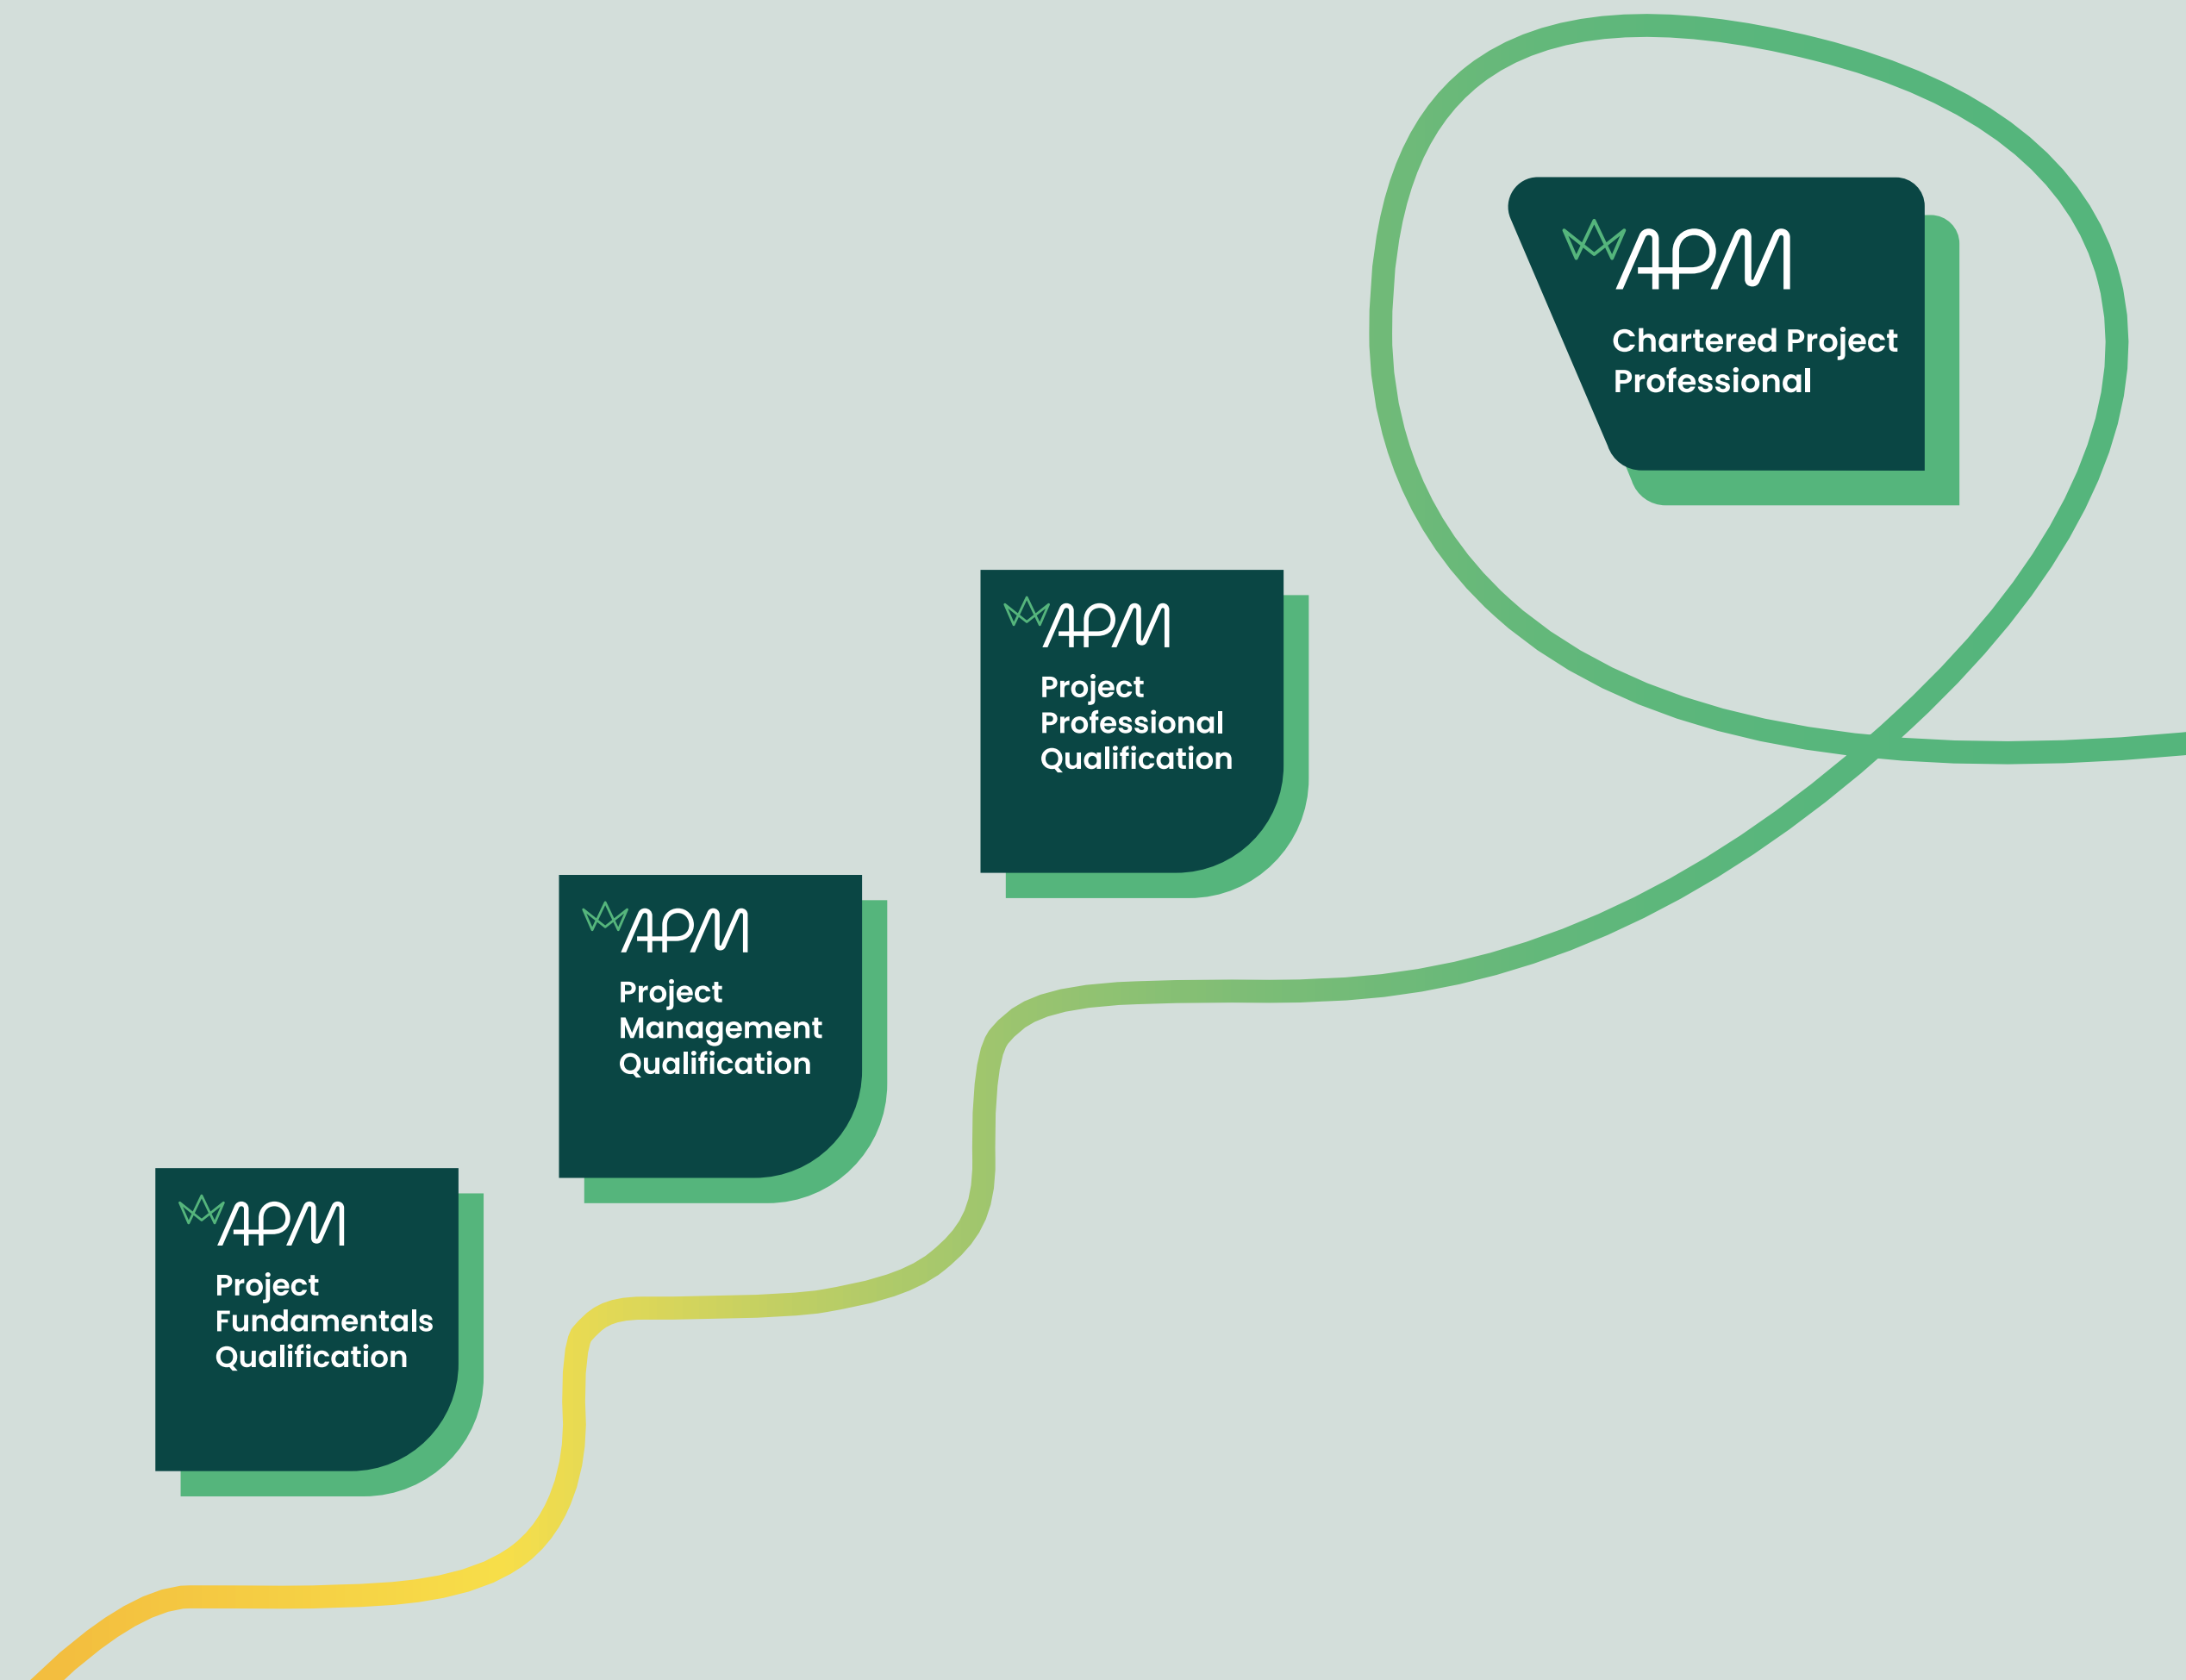 APM
Chartered Project
Professional
APM
Project
Professional
Qualification
APM
Project
Management
Qualification
APM
Project
Fundamentals
Qualification